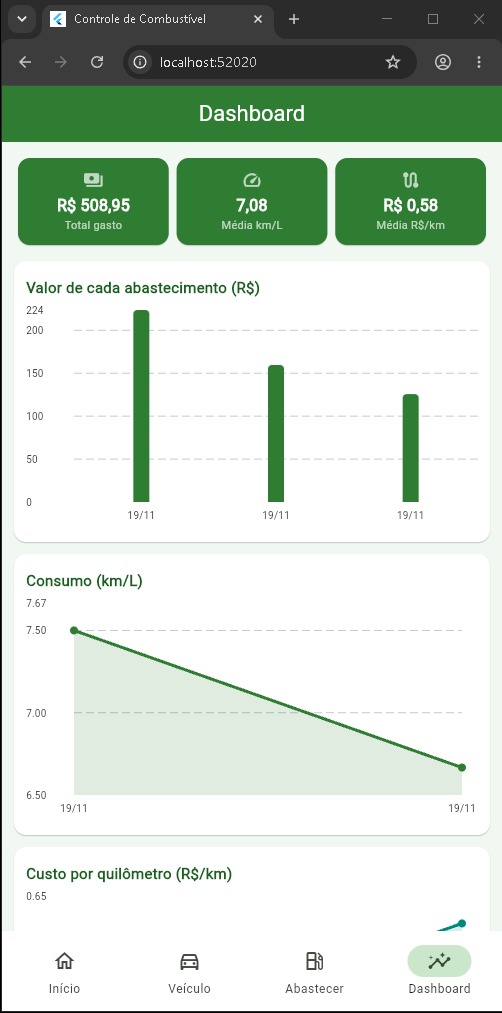 Controle de Combustível
localhost:52020
Dashboard
R$ 508,95
Total gasto
7,08
Média km/L
R$ 0,58
Média R$/km
Valor de cada abastecimento (R$)
224
200
150
100
50
0
19/11
19/11
19/11
Consumo (km/L)
7.67
7.50
7.00
6.50
19/11
19/11
Custo por quilômetro (R$/km)
0.65
Início
Veículo
Abastecer
Dashboard